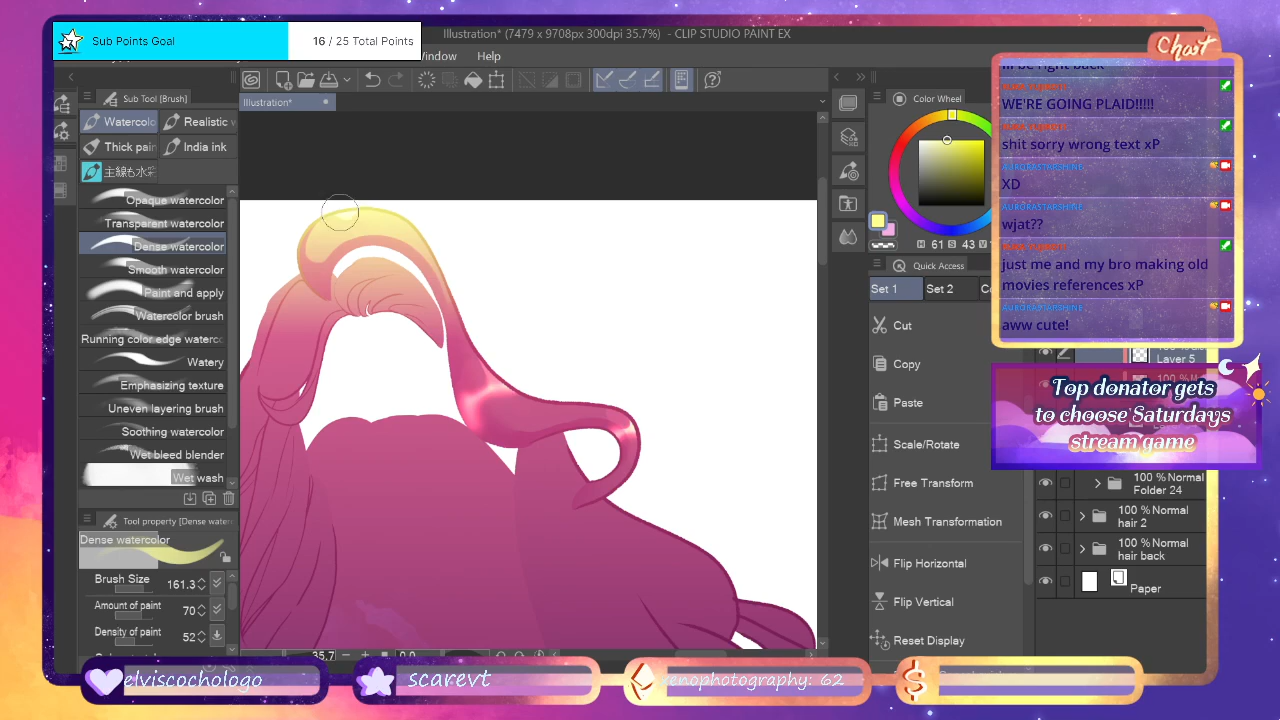 Sub Points Goal
16 / 25 Total Points
Illustration* (7479 x 9708px 300dpi 35.7%) - CLIP STUDIO PAINT EX
indow
Help
Sub Tool [Brush]
Watercolc
Realistic w
Thick pain
India ink
Opaque watercolor
Transparent watercolor
Dense watercolor
Smooth watercolor
Paint and apply
Watercolor brush
Running color edge waterco
Watery
Emphasizing texture
Uneven layering brush
Soothing watercolor
Wet bleed blender
Wet wash
Tool property [Dense water
Dense watercolor
Brush Size
161.3
Amount of paint
70
Density of paint
52
Illustration*
35.7
0.0
Color Wheel
H 61 S 43 V
Quick Access
Set 1
Set 2
Cut
Copy
Paste
Scale/Rotate
Free Transform
Mesh Transformation
Flip Horizontal
Flip Vertical
Reset Display
Chat
WE'RE GOING PLAID!!!!!
shit sorry wrong text xP
AURORASTARSHINE
XD
AURORASTARSHINE
wjat??
just me and my bro making old
movies references xP
AURORASTARSHINE
aww cute!
Layer 5
Top donator gets
to choose Saturdays
stream game
100 % Normal
Folder 24
100 % Normal
hair 2
100 % Normal
hair back
Paper
elviscochologo
scarevt
enophotography: 62